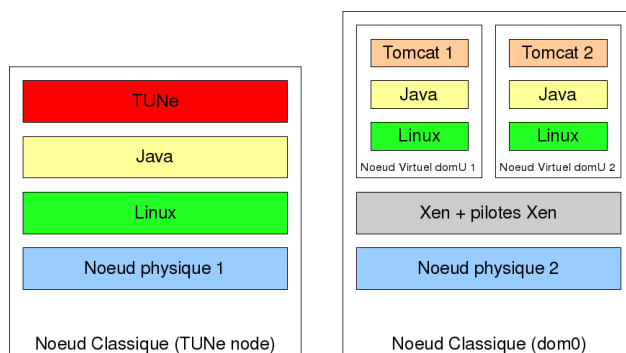 TUNe
Java
Linux
Noeud physique 1
Noeud Classique (TUNe node)
Tomcat 1
Java
Linux
Noeud Virtuel domU 1
Tomcat 2
Java
Linux
Noeud Virtuel domU 2
Xen + pilotes Xen
Noeud physique 2
Noeud Classique (dom0)